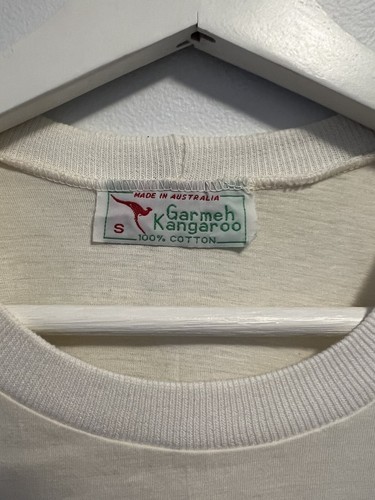 MADE IN AUSTRALIA
Garmeh
S Kangaroo
100% COTTON